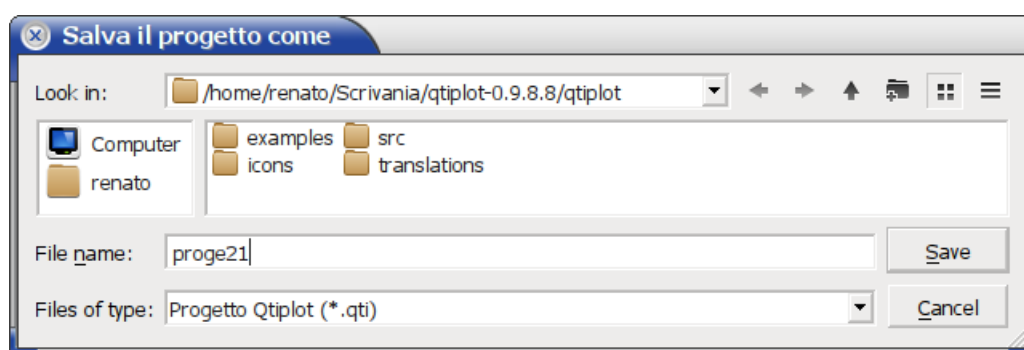 Salva il progetto come
Look in: /home/renato/Scrivania/qtiplot-0.9.8.8/qtiplot
Computer
renato
examples src
icons translations
File name: proge21 Save
Files of type: Progetto Qtiplot (*.qti) Cancel